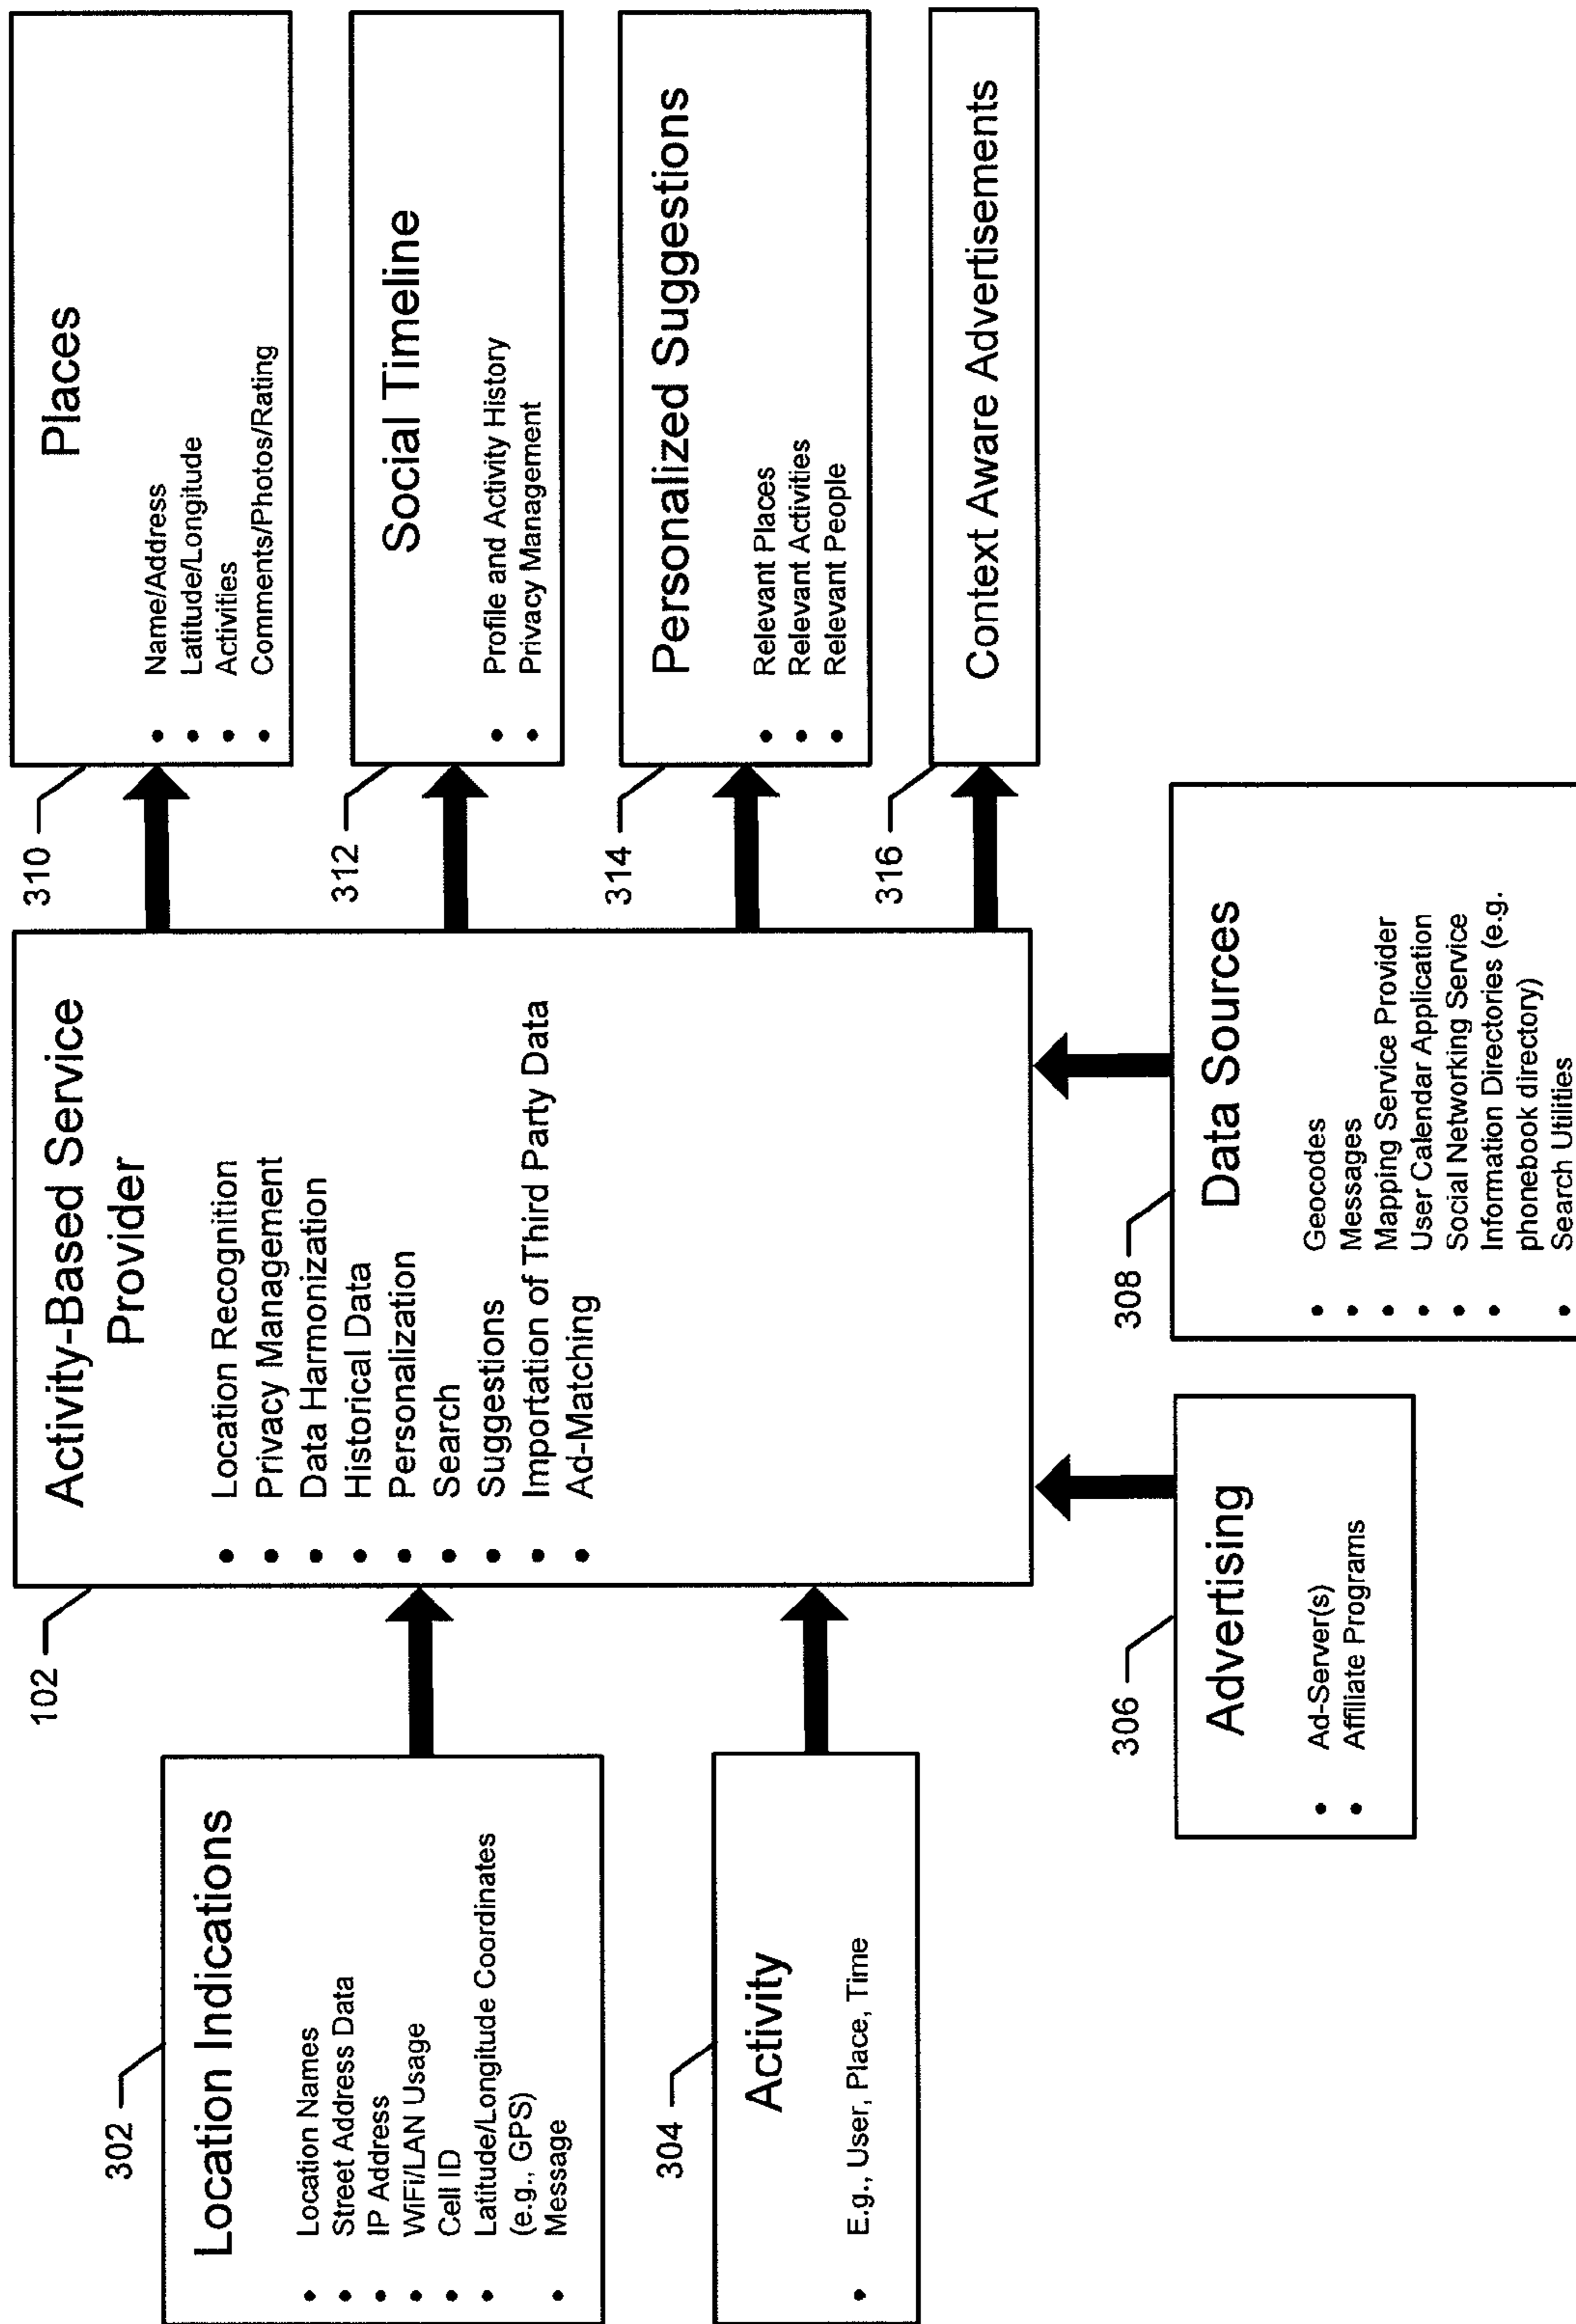 302
Location Indications
• Location Names
• Street Address Data
• IP Address
• WiFi/LAN Usage
• Cell ID
• Latitude/Longitude Coordinates
(e.g., GPS)
• Message
304
Activity
• E.g., User, Place, Time
102
Activity-Based Service
Provider
• Location Recognition
• Privacy Management
• Data Harmonization
• Historical Data
• Personalization
• Search
• Suggestions
• Importation of Third Party Data
• Ad-Matching
306
Advertising
• Ad-Server(s)
• Affiliate Programs
308
Data Sources
• Geocodes
• Messages
• Mapping Service Provider
• User Calendar Application
• Social Networking Service
• Information Directories (e.g.
phonebook directory)
• Search Utilities
310
Places
• Name/Address
• Latitude/Longitude
• Activities
• Comments/Photos/Rating
312
Social Timeline
• Profile and Activity History
• Privacy Management
314
Personalized Suggestions
• Relevant Places
• Relevant Activities
• Relevant People
316
Context Aware Advertisements